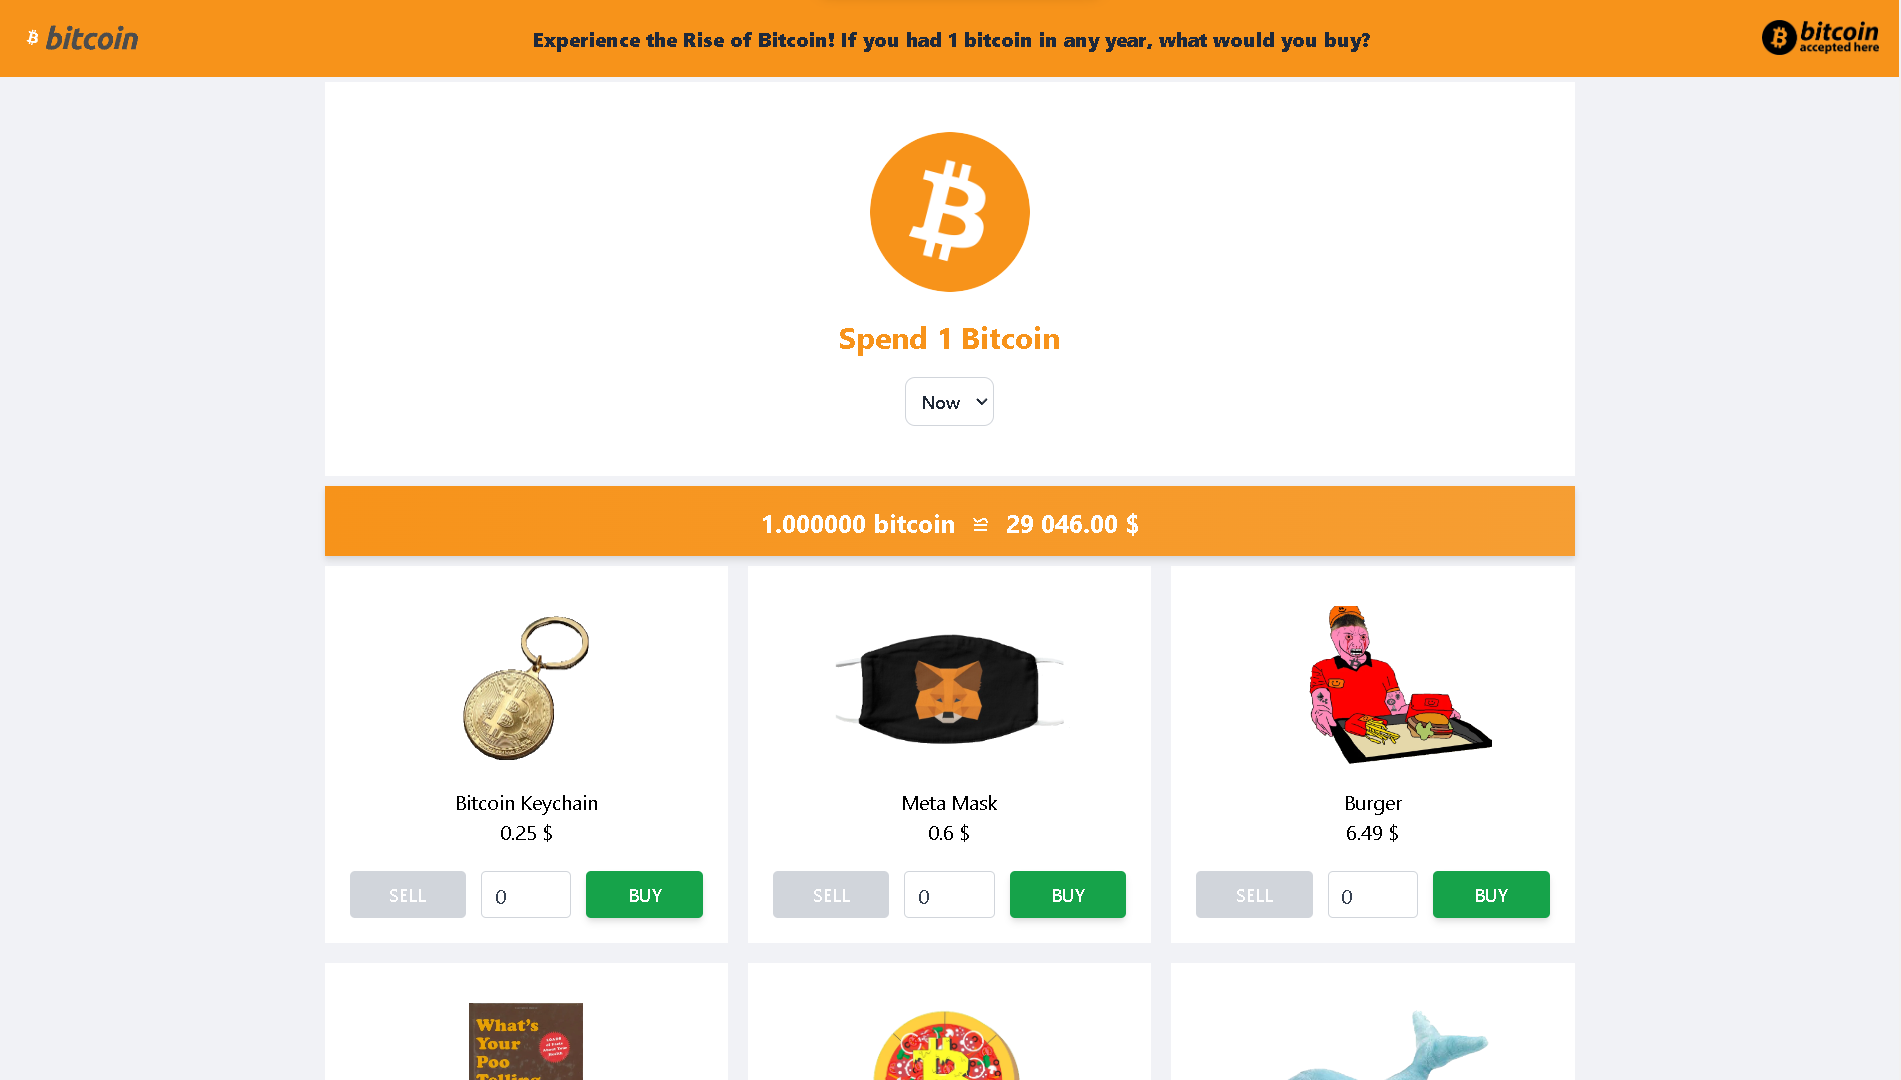 bitcoin
Experience the Rise of Bitcoin! If you had 1 bitcoin in any year, what would you buy?
bitcoin
accepted here
Spend 1 Bitcoin
Now
1.000000 bitcoin ≌ 29 046.00 $
Bitcoin Keychain
0.25 $
SELL
0
BUY
Meta Mask
0.6 $
SELL
0
BUY
Burger
6.49 $
SELL
0
BUY
What's
Your
Poo
Telling